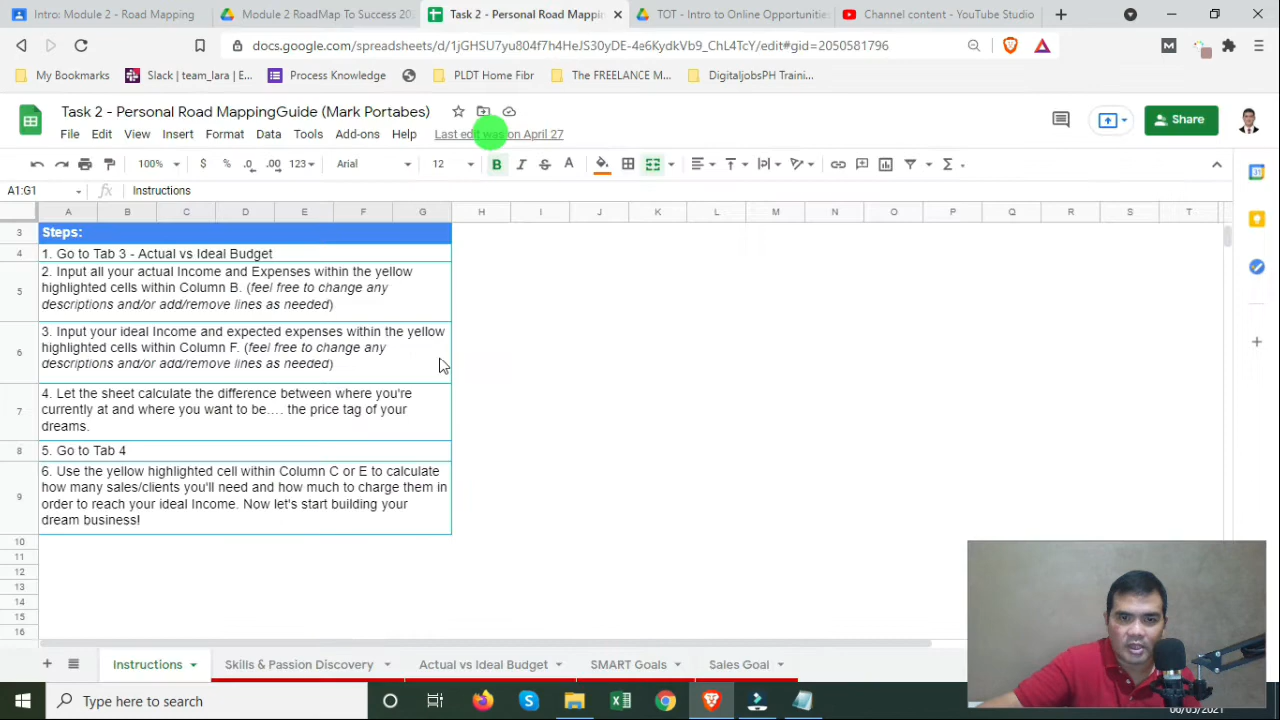 Intro: Module 2 - Road Mapping
Module 2 RoadMap To Success 202
Task 2 - Personal Road Mappin
TOT - Intro to Online Opportunities
Channel content - YouTube Studio
docs.google.com/spreadsheets/d/1jGHSU7yu804f7h4HeJS30yDE-4e6KydkVb9_ChL4TcY/edit#gid=2050581796
My Bookmarks
Slack | team_lara | E...
Process Knowledge
PLDT Home Fibr
The FREELANCE M...
DigitaljobsPH Traini...
Task 2 - Personal Road MappingGuide (Mark Portabes)
File Edit View Insert Format Data Tools Add-ons Help Last edit was on April 27
Share
100% $ % .0 .00 123 Arial 12 B I S A
A1:G1 fx Instructions
A B C D E F G H I J K L M N O P Q R S T
3 Steps:
4 1. Go to Tab 3 - Actual vs Ideal Budget
2. Input all your actual Income and Expenses within the yellow
5 highlighted cells within Column B. (feel free to change any
descriptions and/or add/remove lines as needed)
3. Input your ideal Income and expected expenses within the yellow
6 highlighted cells within Column F. (feel free to change any
descriptions and/or add/remove lines as needed)
4. Let the sheet calculate the difference between where you're
7 currently at and where you want to be.... the price tag of your
dreams.
8 5. Go to Tab 4
6. Use the yellow highlighted cell within Column C or E to calculate
9 how many sales/clients you'll need and how much to charge them in
order to reach your ideal Income. Now let's start building your
dream business!
10
11
12
13
14
15
16
Instructions
Skills & Passion Discovery
Actual vs Ideal Budget
SMART Goals
Sales Goal
Type here to search